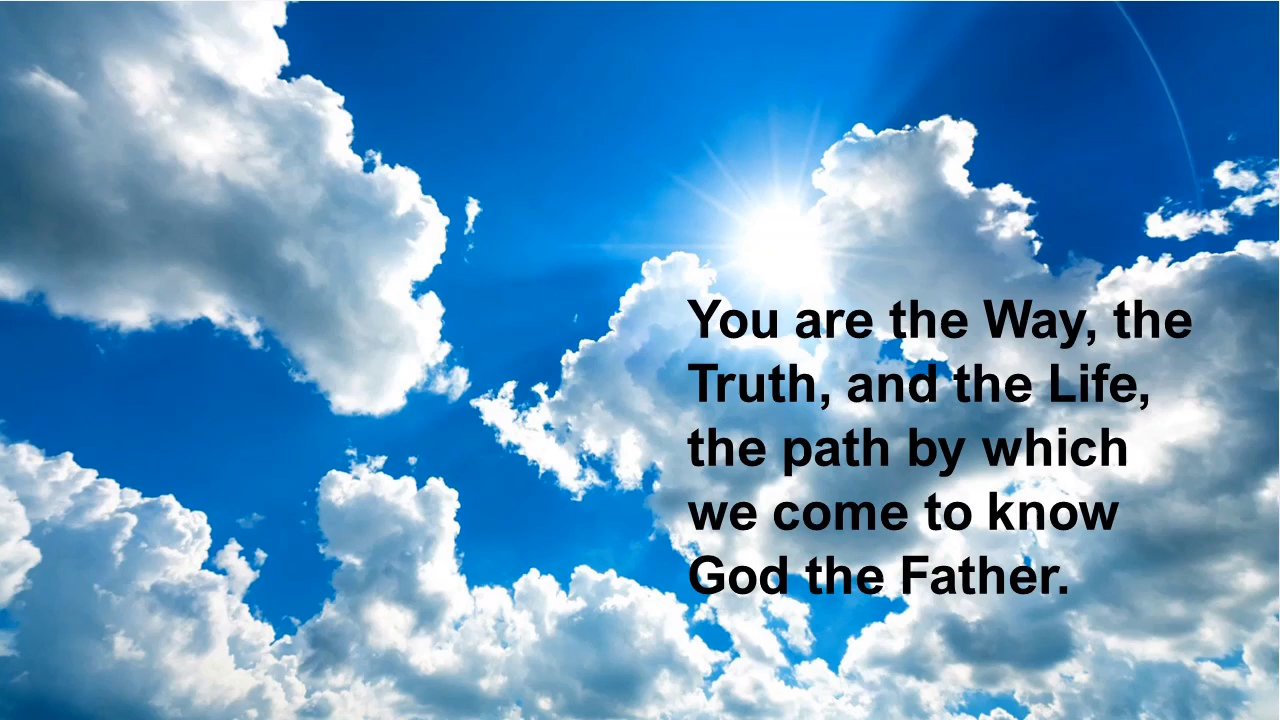 You are the Way, the
Truth, and the Life,
the path by which
we come to know
God the Father.